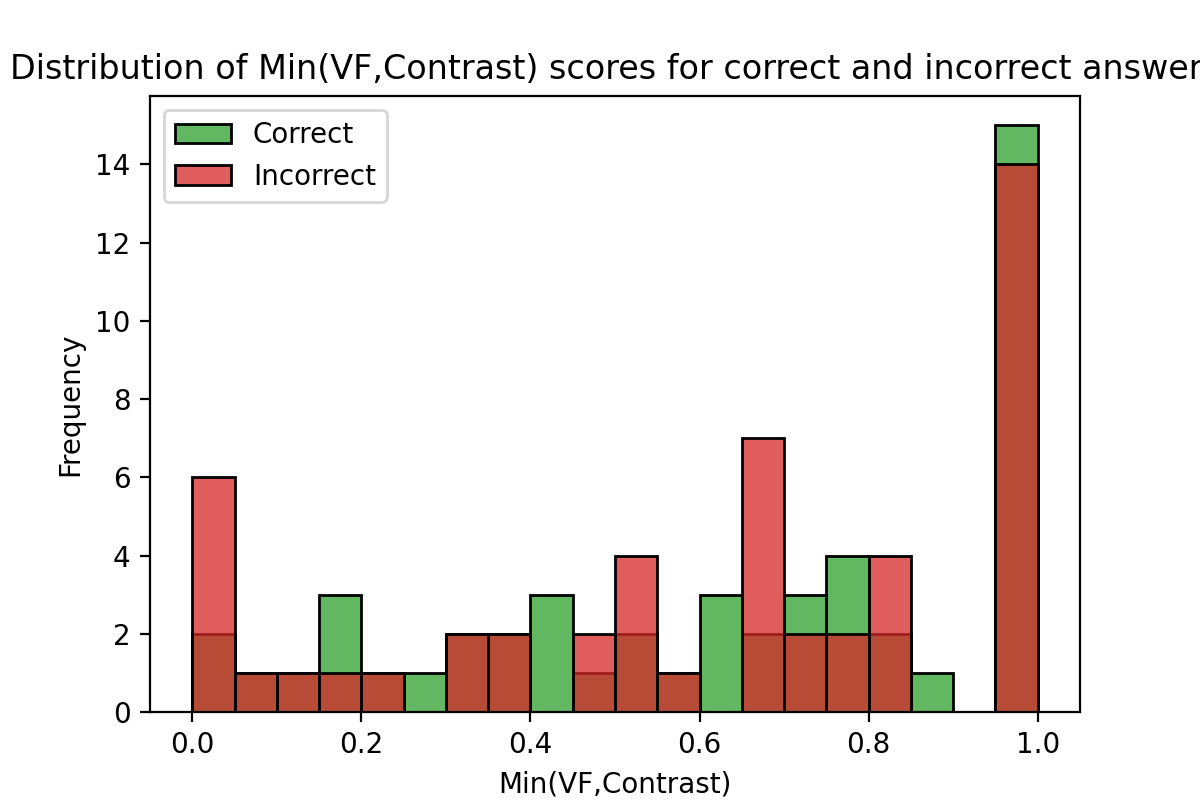 Distribution of Min(VF,Contrast) scores for correct and incorrect answer
Correct
Incorrect
14
12
10
8
6
4
2
0
Frequency
0.0 0.2 0.4 0.6 0.8 1.0
Min(VF,Contrast)